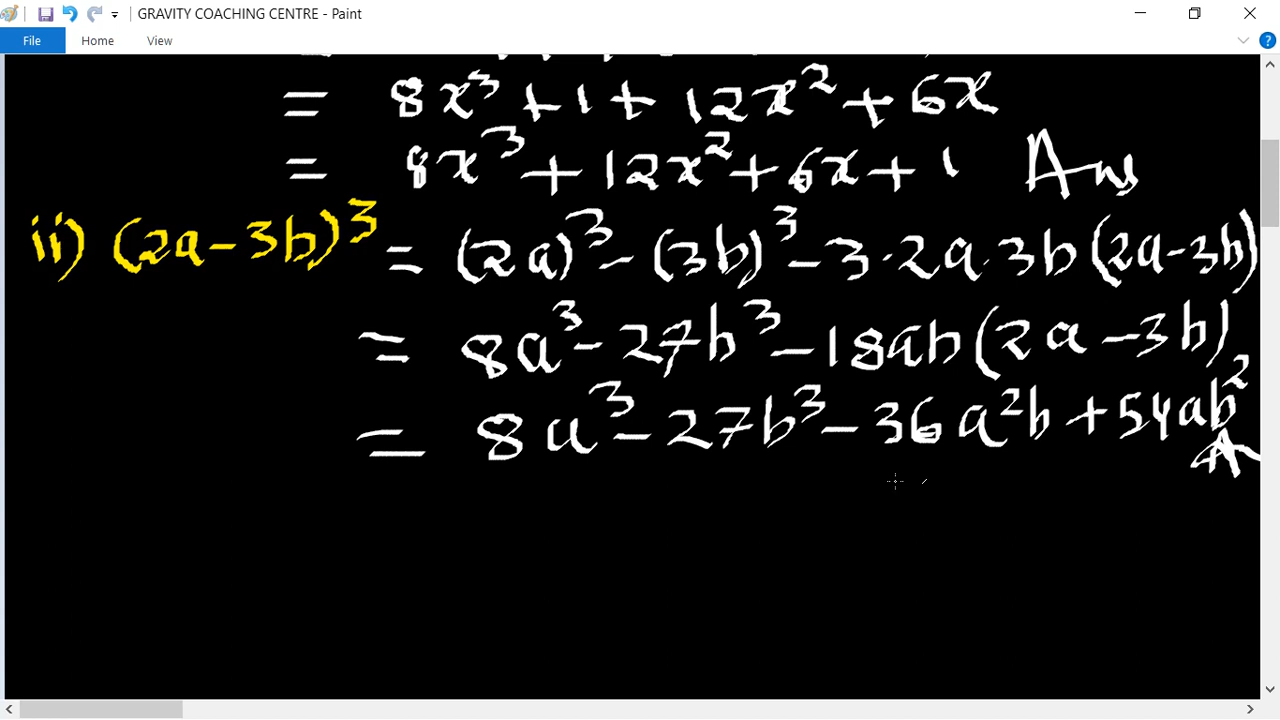 GRAVITY COACHING CENTRE - Paint
File Home View
= 8x³ + 1 + 12x² + 6x
= 8x³ + 12x² + 6x + 1 Ans
ii) (2a - 3b)³ = (2a)³ - (3b)³ - 3·2a·3b(2a-3b)
= 8a³ - 27b³ - 18ab(2a - 3b)
= 8a³ - 27b³ - 36a²b + 54ab²
A